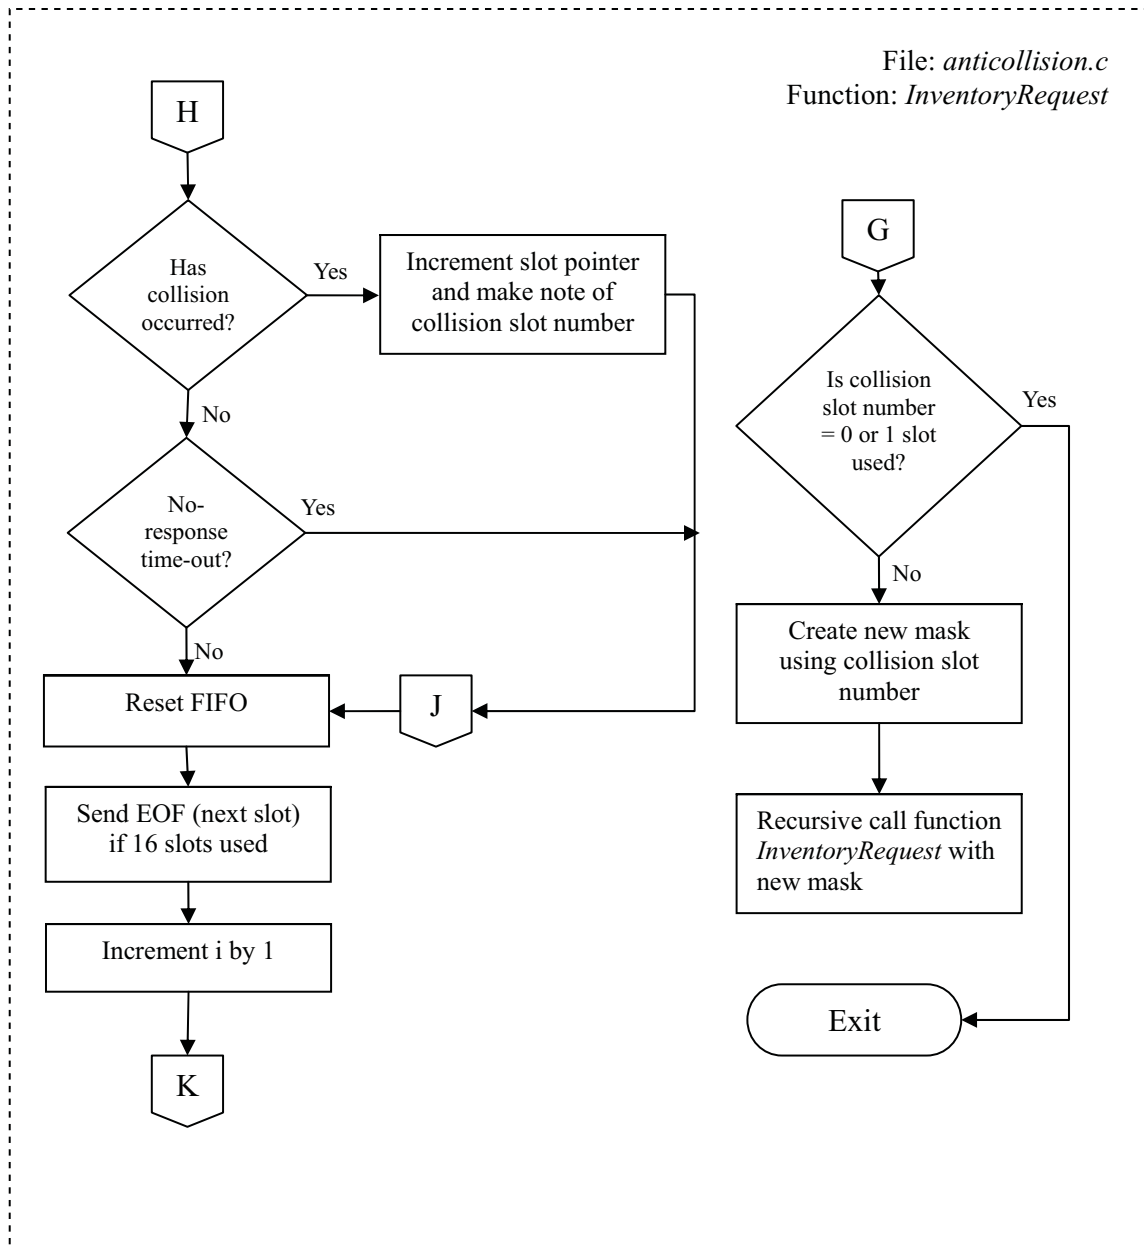 File: anticollision.c
Function: InventoryRequest
H
Has
collision
occurred?
Yes
Increment slot pointer
and make note of
collision slot number
No
No-
response
time-out?
Yes
No
Reset FIFO
J
Send EOF (next slot)
if 16 slots used
Increment i by 1
K
G
Is collision
slot number
= 0 or 1 slot
used?
Yes
No
Create new mask
using collision slot
number
Recursive call function
InventoryRequest with
new mask
Exit